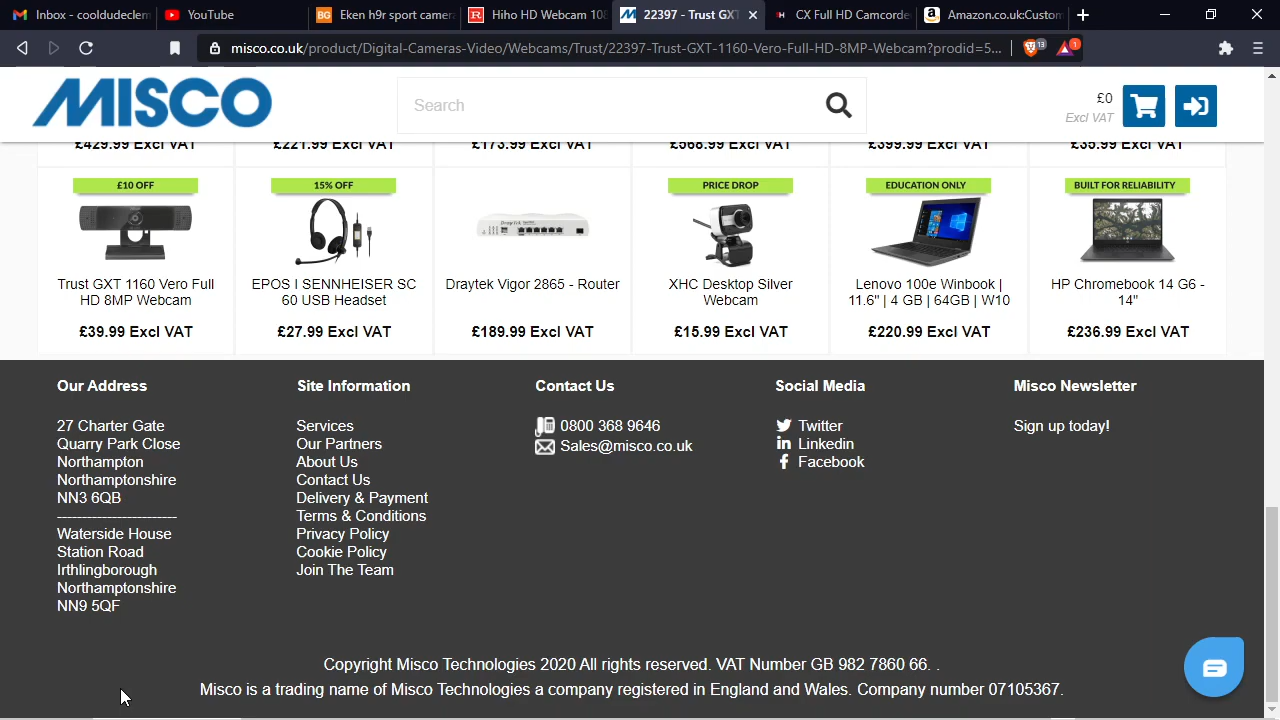 Inbox - cooldudeclem
YouTube
BG Eken h9r sport camera
R Hiho HD Webcam 108
22397 - Trust GXT
CX Full HD Camcorde
Amazon.co.uk:Custom
misco.co.uk/product/Digital-Cameras-Video/Webcams/Trust/22397-Trust-GXT-1160-Vero-Full-HD-8MP-Webcam?prodid=5...
13
1
MISCO
Search
£0
Excl VAT
£429.99 Excl VAT
£221.99 Excl VAT
£173.99 Excl VAT
£568.99 Excl VAT
£399.99 Excl VAT
£35.99 Excl VAT
£10 OFF
15% OFF
PRICE DROP
EDUCATION ONLY
BUILT FOR RELIABILITY
Trust GXT 1160 Vero Full
HD 8MP Webcam
£39.99 Excl VAT
EPOS I SENNHEISER SC
60 USB Headset
£27.99 Excl VAT
Draytek Vigor 2865 - Router
£189.99 Excl VAT
XHC Desktop Silver
Webcam
£15.99 Excl VAT
Lenovo 100e Winbook |
11.6" | 4 GB | 64GB | W10
£220.99 Excl VAT
HP Chromebook 14 G6 -
14"
£236.99 Excl VAT
Our Address
27 Charter Gate
Quarry Park Close
Northampton
Northamptonshire
NN3 6QB
------------------------
Waterside House
Station Road
Irthlingborough
Northamptonshire
NN9 5QF
Site Information
Services
Our Partners
About Us
Contact Us
Delivery & Payment
Terms & Conditions
Privacy Policy
Cookie Policy
Join The Team
Contact Us
0800 368 9646
Sales@misco.co.uk
Social Media
Twitter
Linkedin
Facebook
Misco Newsletter
Sign up today!
Copyright Misco Technologies 2020 All rights reserved. VAT Number GB 982 7860 66. .
Misco is a trading name of Misco Technologies a company registered in England and Wales. Company number 07105367.